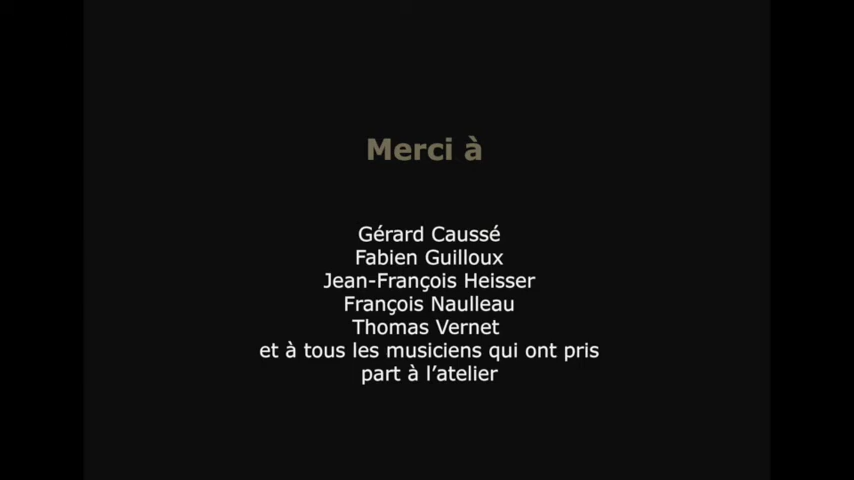 Merci à
Gérard Caussé
Fabien Guilloux
Jean-François Heisser
François Naulleau
Thomas Vernet
et à tous les musiciens qui ont pris
part à l’atelier